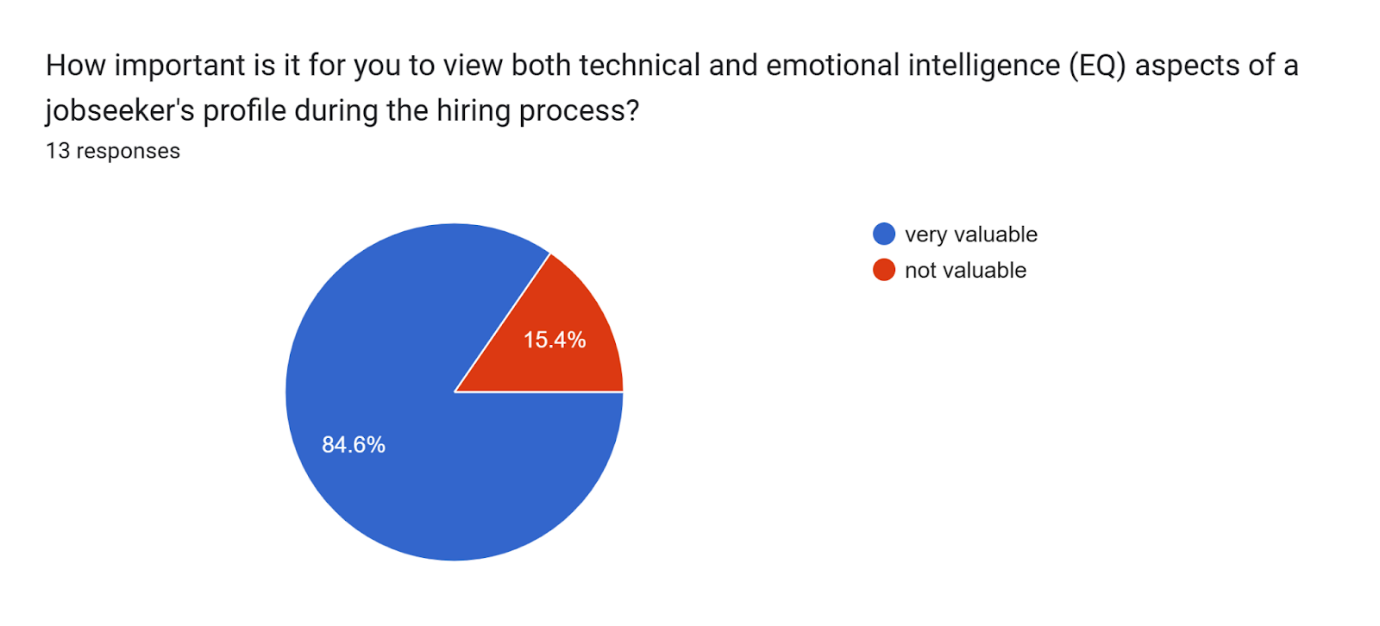 How important is it for you to view both technical and emotional intelligence (EQ) aspects of a
jobseeker's profile during the hiring process?
13 responses
very valuable
not valuable
15.4%
84.6%